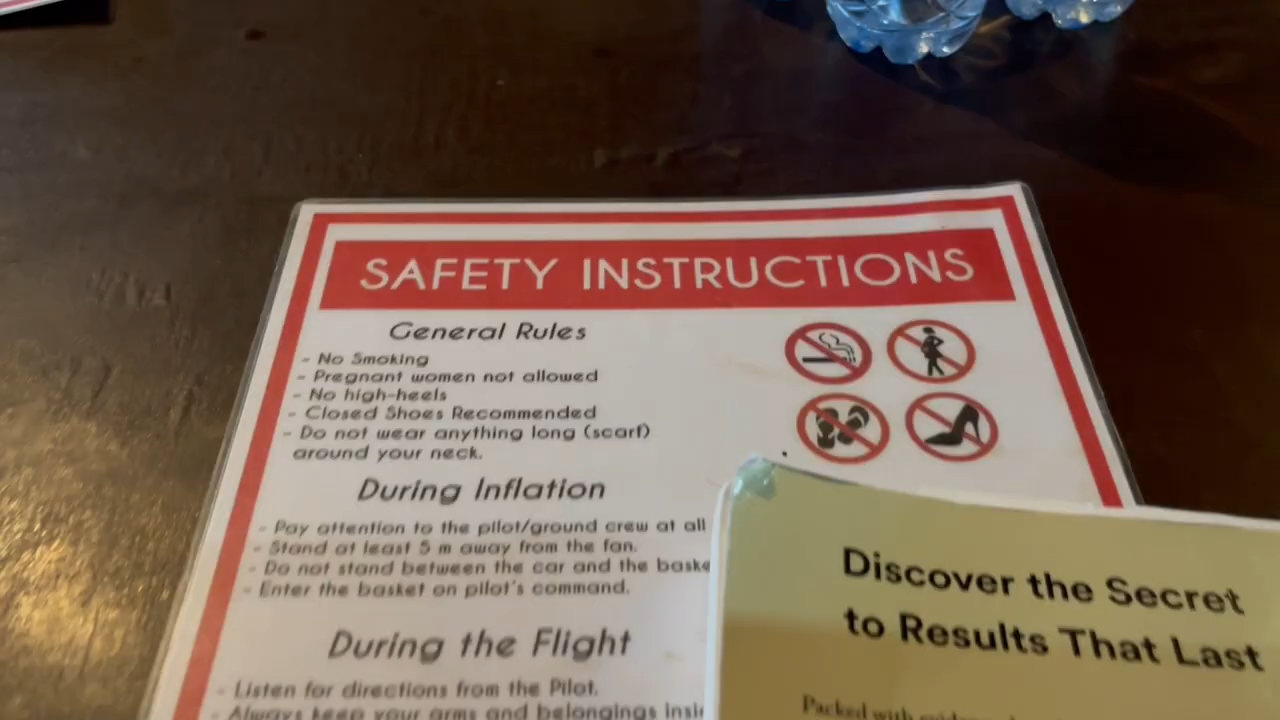 SAFETY INSTRUCTIONS
General Rules
- No Smoking
- Pregnant women not allowed
- No high-heels
- Closed Shoes Recommended
- Do not wear anything long (scarf)
around your neck.
During Inflation
- Pay attention to the pilot/ground crew at all
- Stand at least 5 m away from the fan.
- Do not stand between the car and the
- Enter the basket on pilot's command.
During the Flight
- Listen for directions from the Pilot.
- Always keep your arms and belongings
Discover the Secret
to Results That Last
Packed with